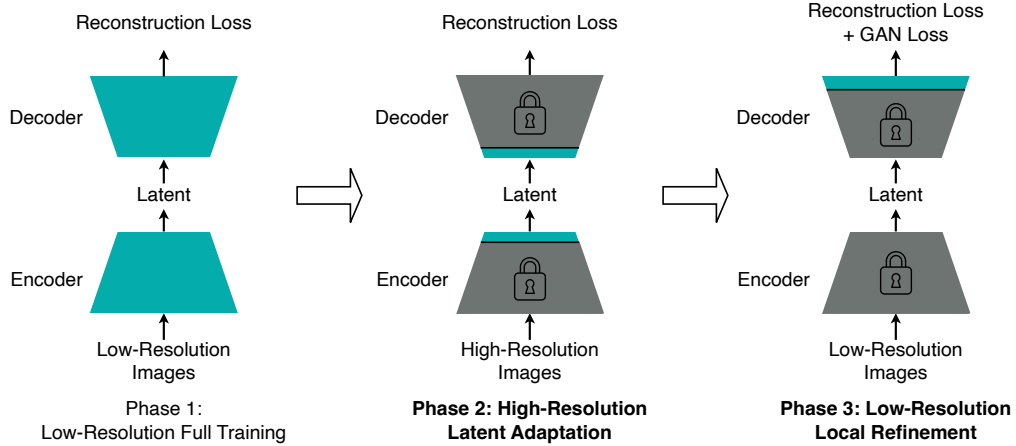 Reconstruction Loss
Decoder
Latent
Encoder
Low-Resolution
Images
Phase 1:
Low-Resolution Full Training
Reconstruction Loss
Decoder
Latent
Encoder
High-Resolution
Images
Phase 2: High-Resolution
Latent Adaptation
Reconstruction Loss
+ GAN Loss
Decoder
Latent
Encoder
Low-Resolution
Images
Phase 3: Low-Resolution
Local Refinement